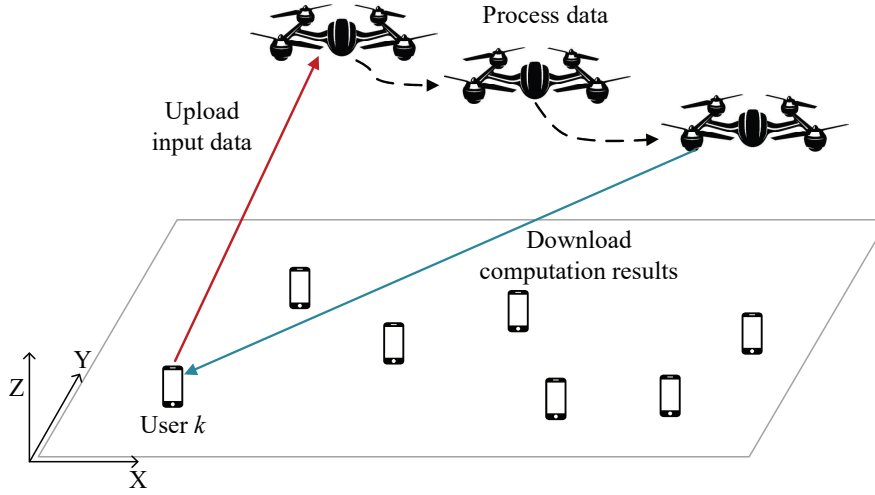 Process data
Upload
input data
Download
computation results
Y
Z
User k
X